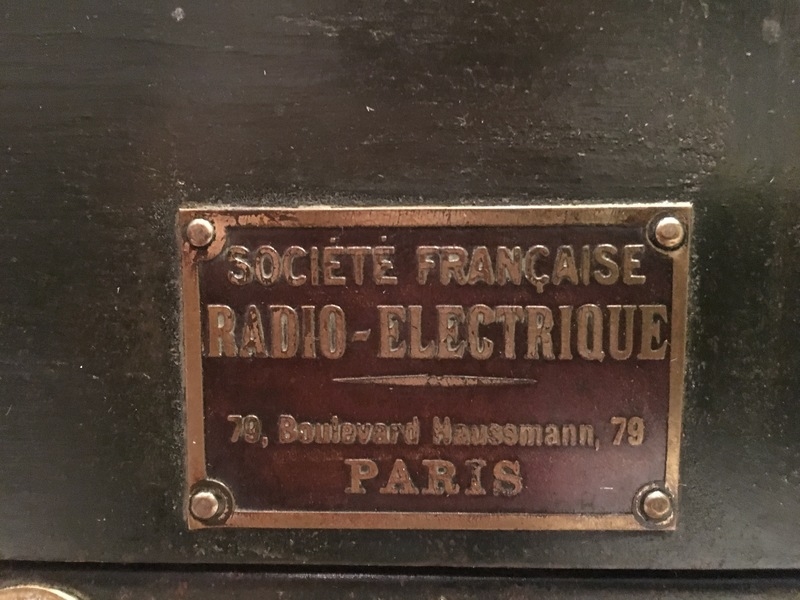 SOCIÉTÉ FRANÇAISE
RADIO-ELECTRIQUE
79, Boulevard Haussmann, 79
PARIS